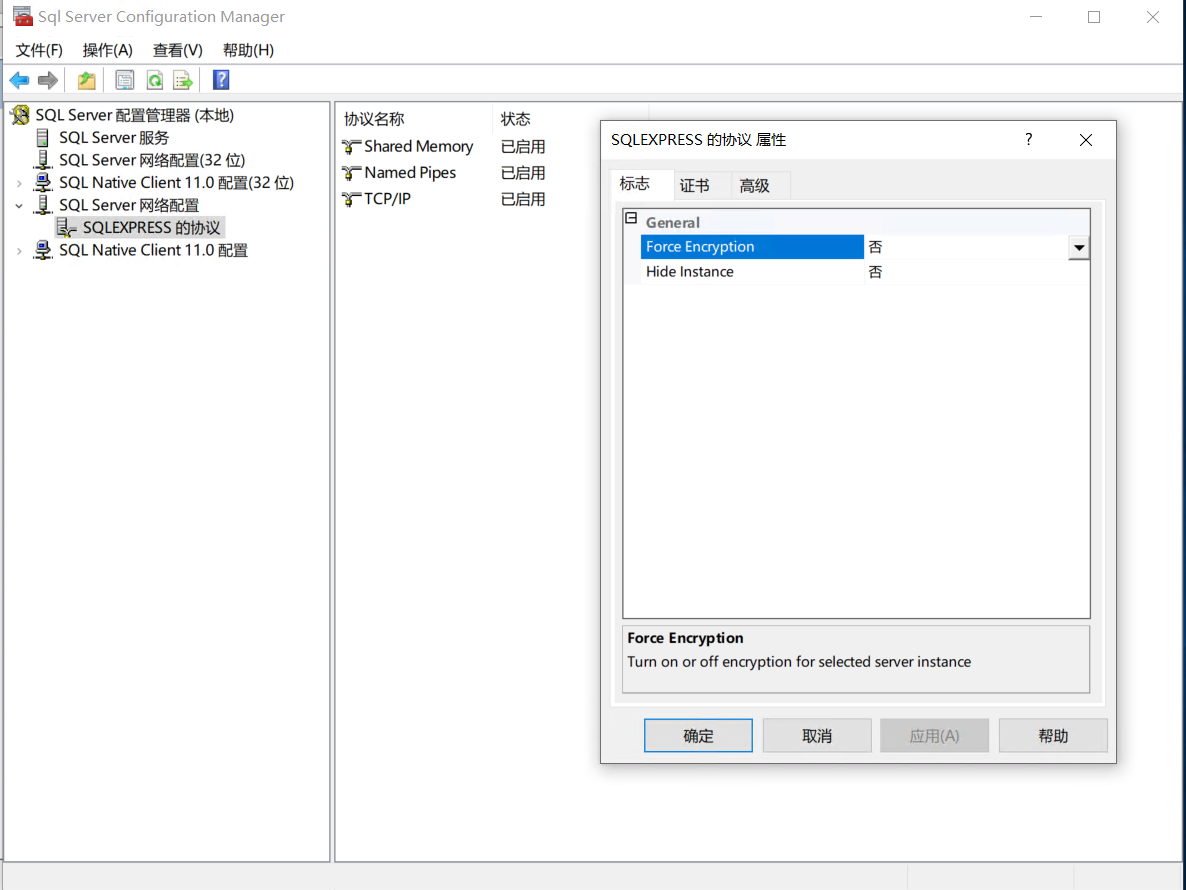 Sql Server Configuration Manager
文件(F) 操作(A) 查看(V) 帮助(H)
SQL Server 配置管理器 (本地)
SQL Server 服务
SQL Server 网络配置(32 位)
SQL Native Client 11.0 配置(32 位)
SQL Server 网络配置
SQLEXPRESS 的协议
SQL Native Client 11.0 配置
协议名称 状态
Shared Memory 已启用
Named Pipes 已启用
TCP/IP 已启用
SQLEXPRESS 的协议 属性
标志 证书 高级
General
Force Encryption 否
Hide Instance 否
Force Encryption
Turn on or off encryption for selected server instance
确定 取消 应用(A) 帮助